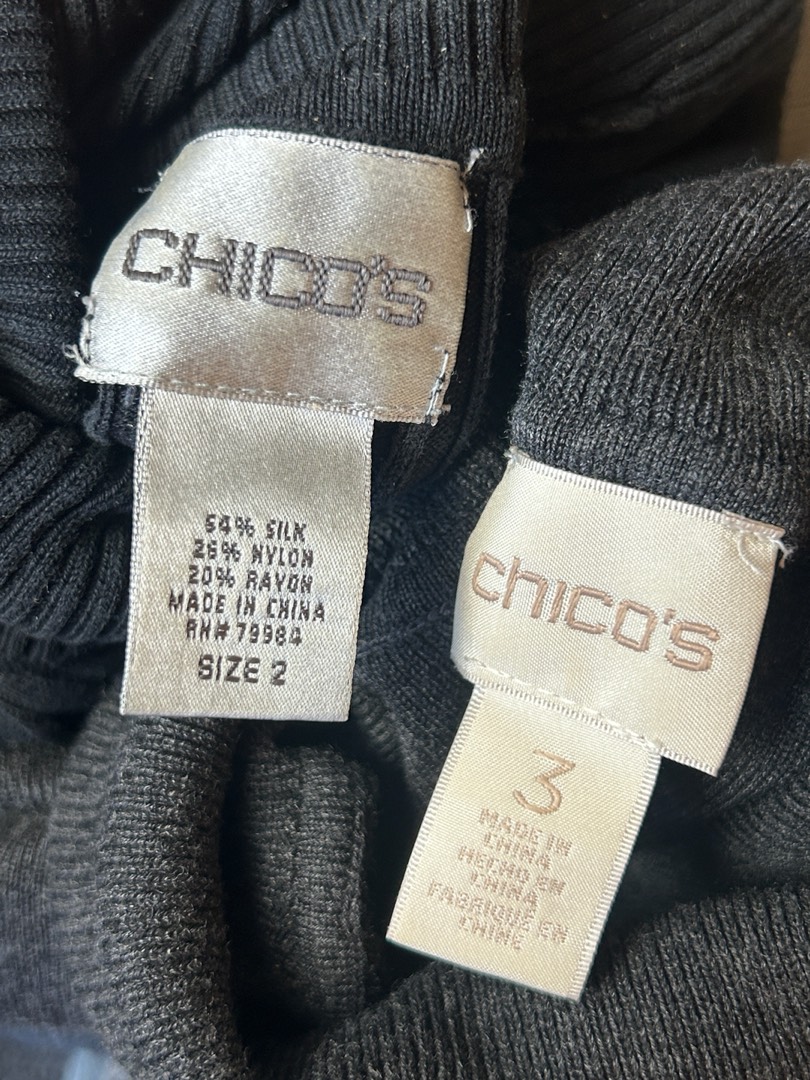 CHICO'S
54% SILK
26% NYLON
20% RAYON
MADE IN CHINA
RN# 79984
SIZE 2
chico's
3
MADE IN
CHINA
HECHO EN
CHINA
FABRIQUE EN
CHINE